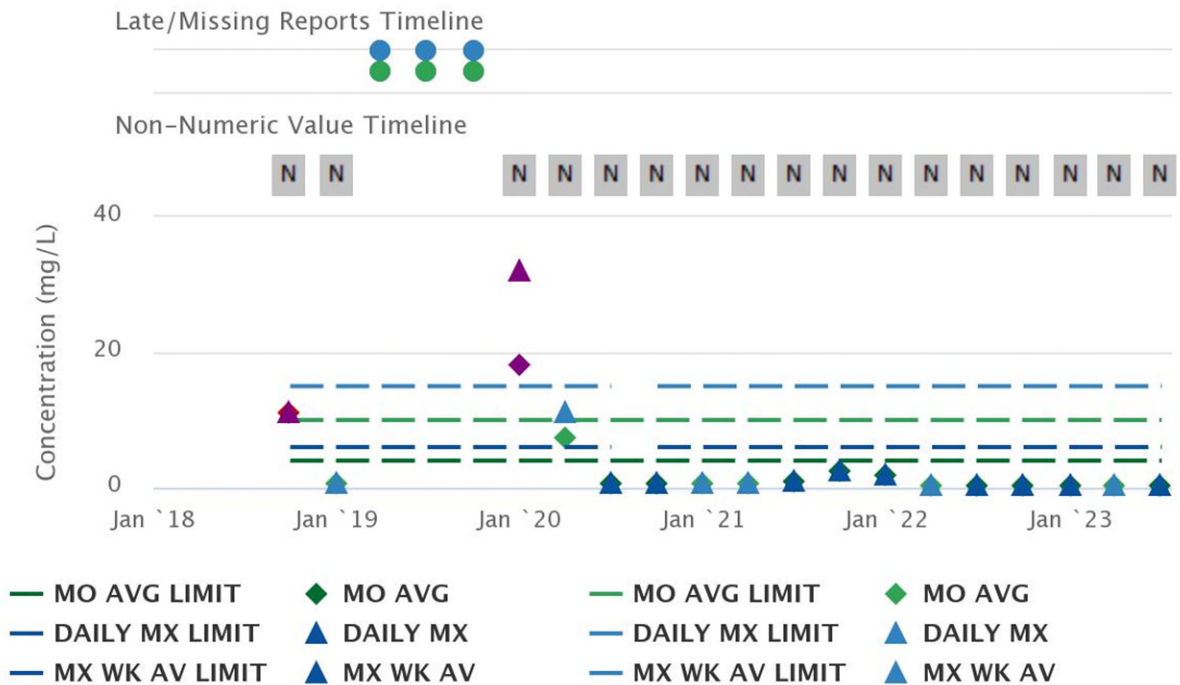 Late/Missing Reports Timeline
Non-Numeric Value Timeline
N N N N N N N N N N N N N N N N N
40
20
0
Concentration (mg/L)
Jan `18 Jan `19 Jan `20 Jan `21 Jan `22 Jan `23
MO AVG LIMIT MO AVG MO AVG LIMIT MO AVG
DAILY MX LIMIT DAILY MX DAILY MX LIMIT DAILY MX
MX WK AV LIMIT MX WK AV MX WK AV LIMIT MX WK AV